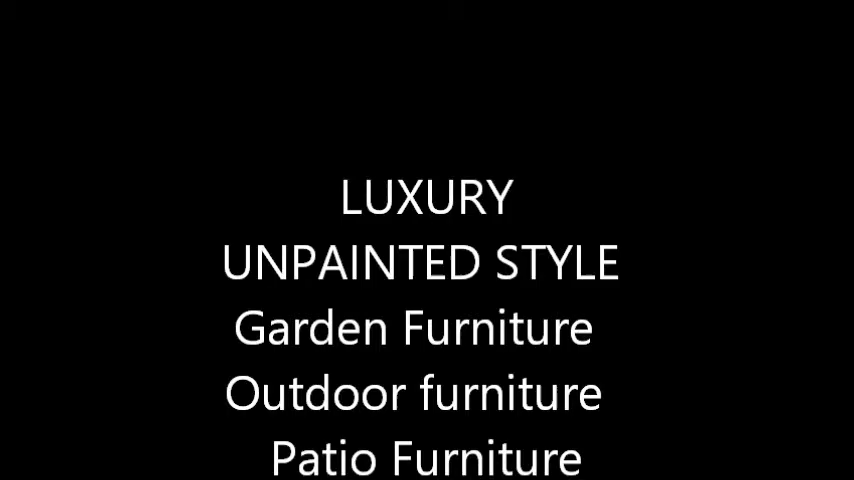 LUXURY
UNPAINTED STYLE
Garden Furniture
Outdoor furniture
Patio Furniture